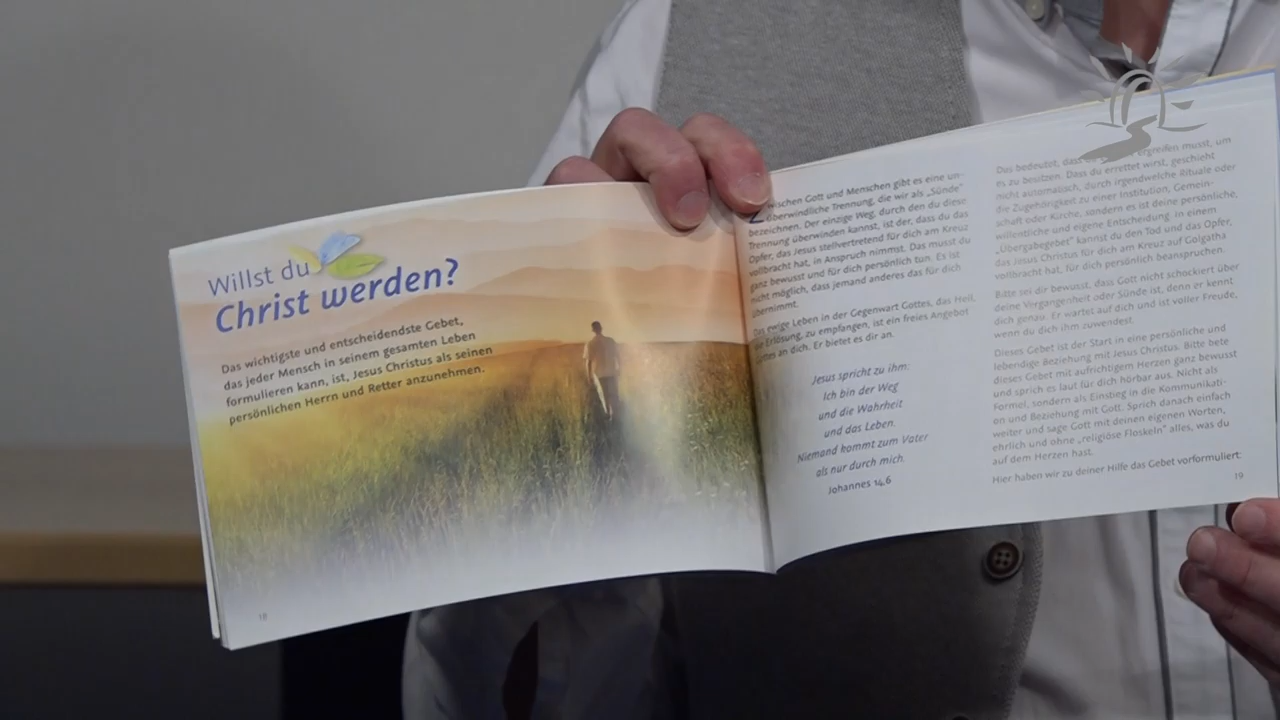 Willst du
Christ werden?
Das wichtigste und entscheidendste Gebet,
das jeder Mensch in seinem gesamten Leben
formulieren kann, ist, Jesus Christus als seinen
persönlichen Herrn und Retter anzunehmen.
18
Zwischen Gott und Menschen gibt es eine un-
überwindliche Trennung, die wir als „Sünde“
bezeichnen. Der einzige Weg, durch den du diese
Trennung überwinden kannst, ist der, dass du das
Opfer, das Jesus stellvertretend für dich am Kreuz
vollbracht hat, in Anspruch nimmst. Das musst du
ganz bewusst und für dich persönlich tun. Es ist
nicht möglich, dass jemand anderes das für dich
übernimmt.
Das ewige Leben in der Gegenwart Gottes, das Heil,
die Erlösung, zu empfangen, ist ein freies Angebot
Gottes an dich. Er bietet es dir an.
Jesus spricht zu ihm:
Ich bin der Weg
und die Wahrheit
und das Leben.
Niemand kommt zum Vater
als nur durch mich.
Johannes 14,6
Das bedeutet, dass ergreifen musst, um
es zu besitzen. Dass du errettet wirst, geschieht
nicht automatisch, durch irgendwelche Rituale oder
die Zugehörigkeit zu einer Institution, Gemein-
schaft oder Kirche, sondern es ist deine persönliche,
willentliche und eigene Entscheidung. In einem
„Übergabegebet“ kannst du den Tod und das Opfer,
das Jesus Christus für dich am Kreuz auf Golgatha
vollbracht hat, für dich persönlich beanspruchen.
Bitte sei dir bewusst, dass Gott nicht schockiert über
deine Vergangenheit oder Sünde ist, denn er kennt
dich genau. Er wartet auf dich und ist voller Freude,
wenn du dich ihm zuwendest.
Dieses Gebet ist der Start in eine persönliche und
lebendige Beziehung mit Jesus Christus. Bitte bete
dieses Gebet mit aufrichtigem Herzen ganz bewusst
und sprich es laut für dich hörbar aus. Nicht als
Formel, sondern als Einstieg in die Kommunikati-
on und Beziehung mit Gott. Sprich danach einfach
weiter und sage Gott mit deinen eigenen Worten,
ehrlich und ohne „religiöse Floskeln“ alles, was du
auf dem Herzen hast.
Hier haben wir zu deiner Hilfe das Gebet vorformuliert:
19